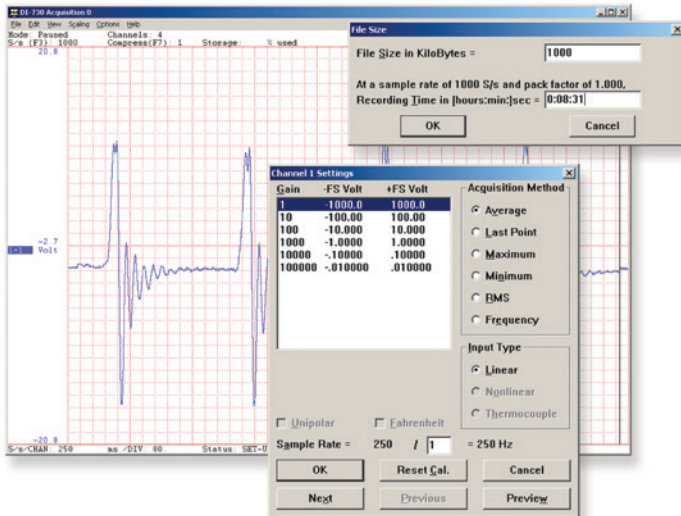 DI-730 Acquisition 0
File Edit View Scaling Options Help
Mode: Paused Channels: 4
S/s (F3): 1000 Compress(F7): 1 Storage: % used
20.8
-2.7
1-1 Volt
-20.8
S/s/CHAN: 250 ms /DIV: 80. Status: SET-U
File Size
File Size in KiloBytes = 1000
At a sample rate of 1000 S/s and pack factor of 1.000,
Recording Time in [hours:min:]sec = 0:08:31
OK Cancel
Channel 1 Settings
Gain -FS Volt +FS Volt
1 -1000.0 1000.0
10 -100.00 100.00
100 -10.000 10.000
1000 -1.0000 1.0000
10000 -.10000 .10000
100000 -.010000 .010000
Acquisition Method
Average
Last Point
Maximum
Minimum
RMS
Frequency
Input Type
Linear
Nonlinear
Thermocouple
Unipolar Fahrenheit
Sample Rate = 250 / 1 = 250 Hz
OK Reset Cal. Cancel
Next Previous Preview